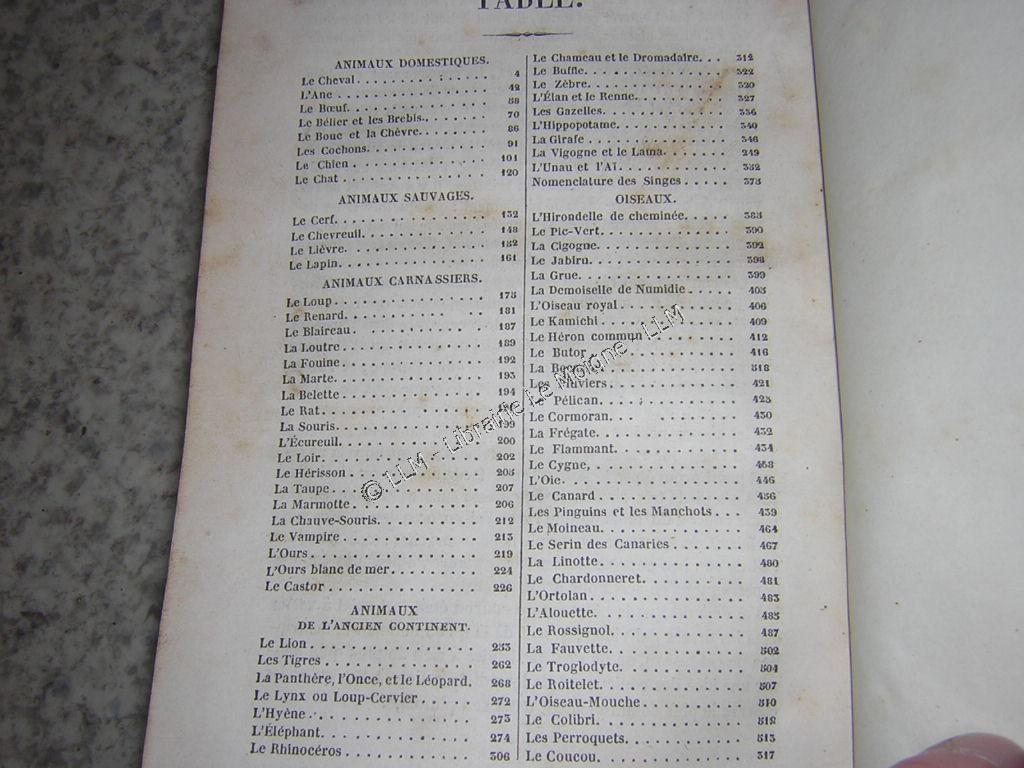 TABLE.
ANIMAUX DOMESTIQUES.
Le Cheval . . . . . . . . . . . . . 4
L'Ane . . . . . . . . . . . . . . 42
Le Bœuf. . . . . . . . . . . . . 58
Le Bélier et les Brebis. . . . . . . . 70
Le Bouc et la Chèvre. . . . . . . . 86
Les Cochons. . . . . . . . . . . . 91
Le Chien . . . . . . . . . . . . . 101
Le Chat . . . . . . . . . . . . . 120
ANIMAUX SAUVAGES.
Le Cerf. . . . . . . . . . . . . . 132
Le Chevreuil. . . . . . . . . . . . 148
Le Lièvre. . . . . . . . . . . . . 152
Le Lapin. . . . . . . . . . . . . 161
ANIMAUX CARNASSIERS.
Le Loup . . . . . . . . . . . . . 175
Le Renard. . . . . . . . . . . . . 181
Le Blaireau. . . . . . . . . . . . 187
La Loutre . . . . . . . . . . . . 189
La Fouine . . . . . . . . . . . . 192
La Marte. . . . . . . . . . . . . 193
La Belette . . . . . . . . . . . . 194
Le Rat. . . . . . . . . . . . . .
La Souris. . . . . . . . . . . . . 199
L'Écureuil. . . . . . . . . . . . . 200
Le Loir. . . . . . . . . . . . . . 202
Le Hérisson . . . . . . . . . . . . 205
La Taupe . . . . . . . . . . . . . 207
La Marmotte . . . . . . . . . . . 206
La Chauve-Souris. . . . . . . . . . 212
Le Vampire . . . . . . . . . . . . 213
L'Ours . . . . . . . . . . . . . . 219
L'Ours blanc de mer. . . . . . . . . 224
Le Castor . . . . . . . . . . . . 226
ANIMAUX
DE L'ANCIEN CONTINENT.
Le Lion . . . . . . . . . . . . . 253
Les Tigres . . . . . . . . . . . . 262
La Panthère, l'Once, et le Léopard. 268
Le Lynx ou Loup-Cervier . . . . . . 272
L'Hyène . . . . . . . . . . . . . 273
L'Éléphant. . . . . . . . . . . . . 274
Le Rhinocéros . . . . . . . . . . . 306
Le Chameau et le Dromadaire. . . 312
Le Buffle. . . . . . . . . . . . . 322
Le Zèbre. . . . . . . . . . . . . 320
L'Élan et le Renne. . . . . . . . . 327
Les Gazelles. . . . . . . . . . . . 336
L'Hippopotame. . . . . . . . . . . 340
La Girafe . . . . . . . . . . . . 346
La Vigogne et le Lama. . . . . . . 249
L'Unau et l'Aï. . . . . . . . . . . 352
Nomenclature des Singes . . . . . 373
OISEAUX.
L'Hirondelle de cheminée. . . . . 383
Le Pic-Vert. . . . . . . . . . . . 390
La Cigogne. . . . . . . . . . . . 392
Le Jabiru. . . . . . . . . . . . . 398
La Grue. . . . . . . . . . . . . 399
La Demoiselle de Numidie . . . . . 403
L'Oiseau royal . . . . . . . . . . 406
Le Kamichi . . . . . . . . . . . . 409
Le Héron commun . . . . . . . . . 412
Le Butor . . . . . . . . . . . . . 416
La . . . . . . . . . . . . . 518
Les Pluviers . . . . . . . . . . . 421
Le Pélican. . . . . . . . . . . . 425
Le Cormoran. . . . . . . . . . . . 430
La Frégate. . . . . . . . . . . . 432
Le Flammant. . . . . . . . . . . . 434
Le Cygne, . . . . . . . . . . . . 458
L'Oie. . . . . . . . . . . . . . 446
Le Canard . . . . . . . . . . . . 456
Les Pinguins et les Manchots . . . 459
Le Moineau. . . . . . . . . . . . 464
Le Serin des Canaries . . . . . . . 467
La Linotte. . . . . . . . . . . . 480
Le Chardonneret. . . . . . . . . . 481
L'Ortolan . . . . . . . . . . . . 483
L'Alouette. . . . . . . . . . . . 485
Le Rossignol. . . . . . . . . . . 487
La Fauvette. . . . . . . . . . . . 502
Le Troglodyte. . . . . . . . . . . 504
Le Roitelet. . . . . . . . . . . . 507
L'Oiseau-Mouche . . . . . . . . . 510
Le Colibri. . . . . . . . . . . . 512
Les Perroquets. . . . . . . . . . 513
Le Coucou. . . . . . . . . . . . 317
© LLM - Librairie Le Moigne - LLM